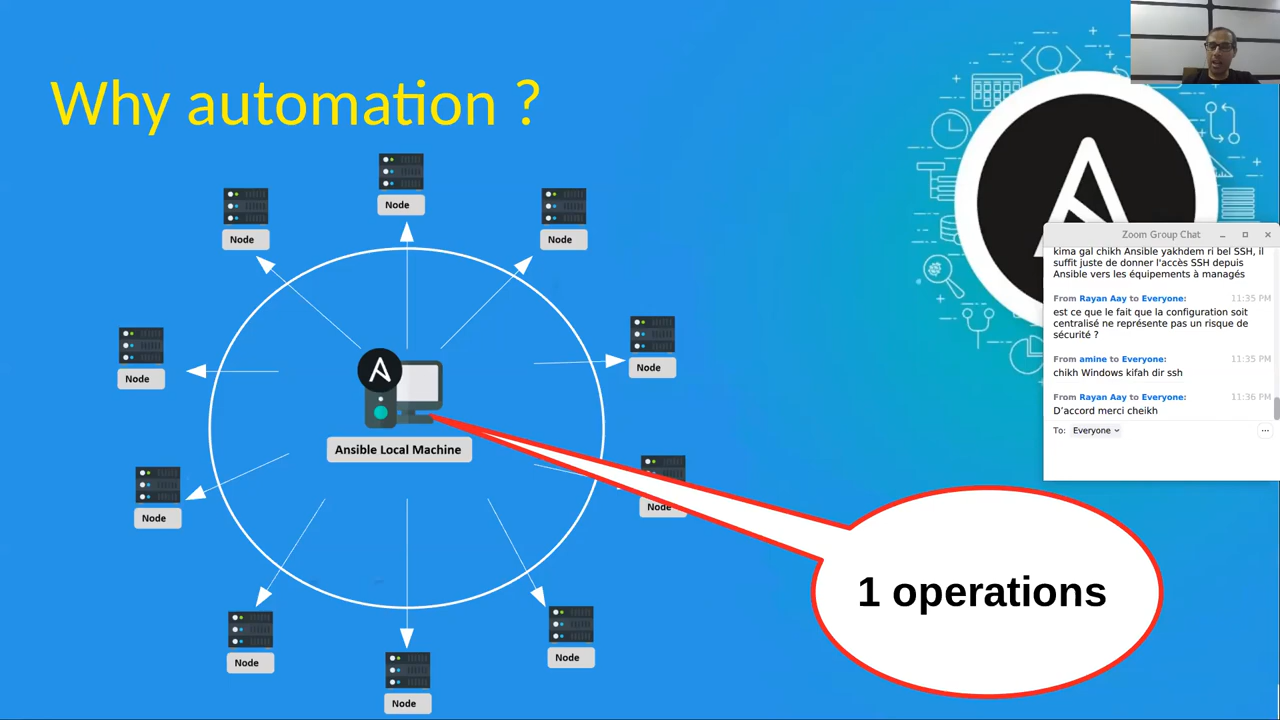 Why automation ?
Node
Node
Node
Node
Node
Ansible Local Machine
Node
Node
Node
Node
Node
1 operations
Zoom Group Chat
kima gal chikh Ansible yakhdem ri bel SSH, il
suffit juste de donner l'accès SSH depuis
Ansible vers les équipements à managés
From Rayan Aay to Everyone: 11:35 PM
est ce que le fait que la configuration soit
centralisé ne représente pas un risque de
sécurité ?
From amine to Everyone: 11:35 PM
chikh Windows kifah dir ssh
From Rayan Aay to Everyone: 11:36 PM
D'accord merci cheikh
To: Everyone